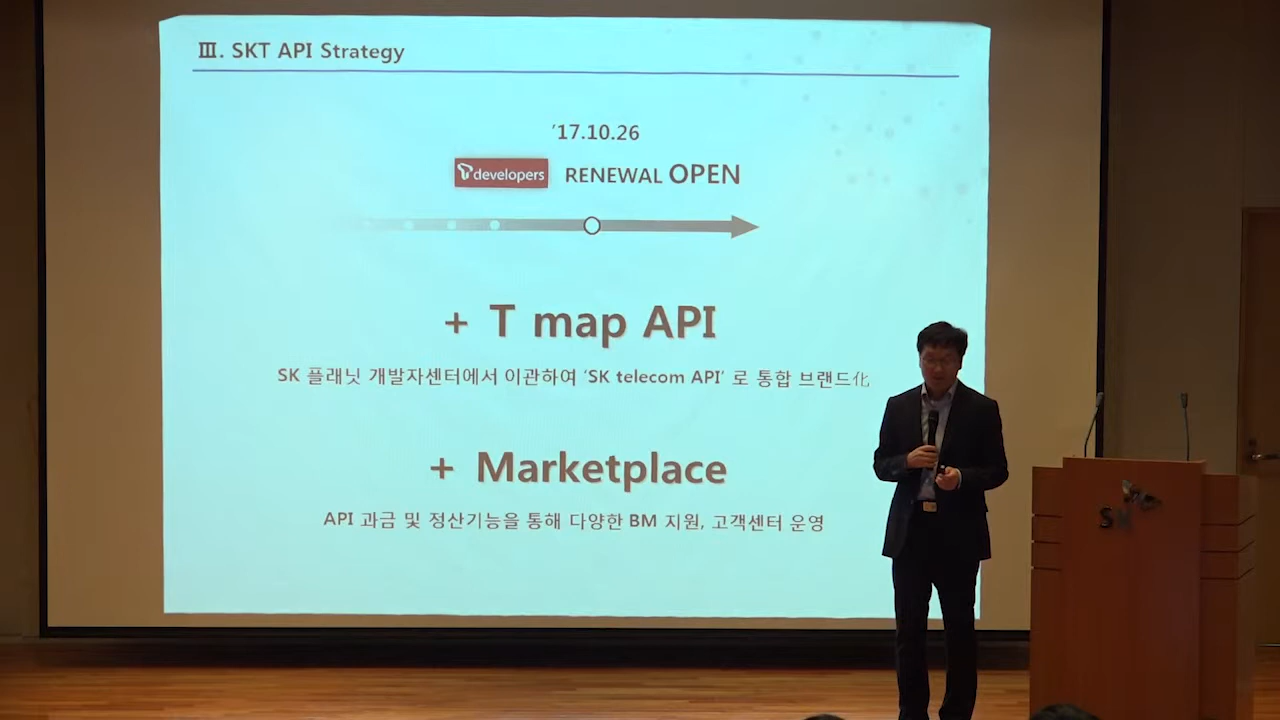 Ⅲ. SKT API Strategy
’17.10.26
T developers RENEWAL OPEN
+ T map API
SK 플래닛 개발자센터에서 이관하여 ‘SK telecom API’ 로 통합 브랜드化
+ Marketplace
API 과금 및 정산기능을 통해 다양한 BM 지원, 고객센터 운영
SK